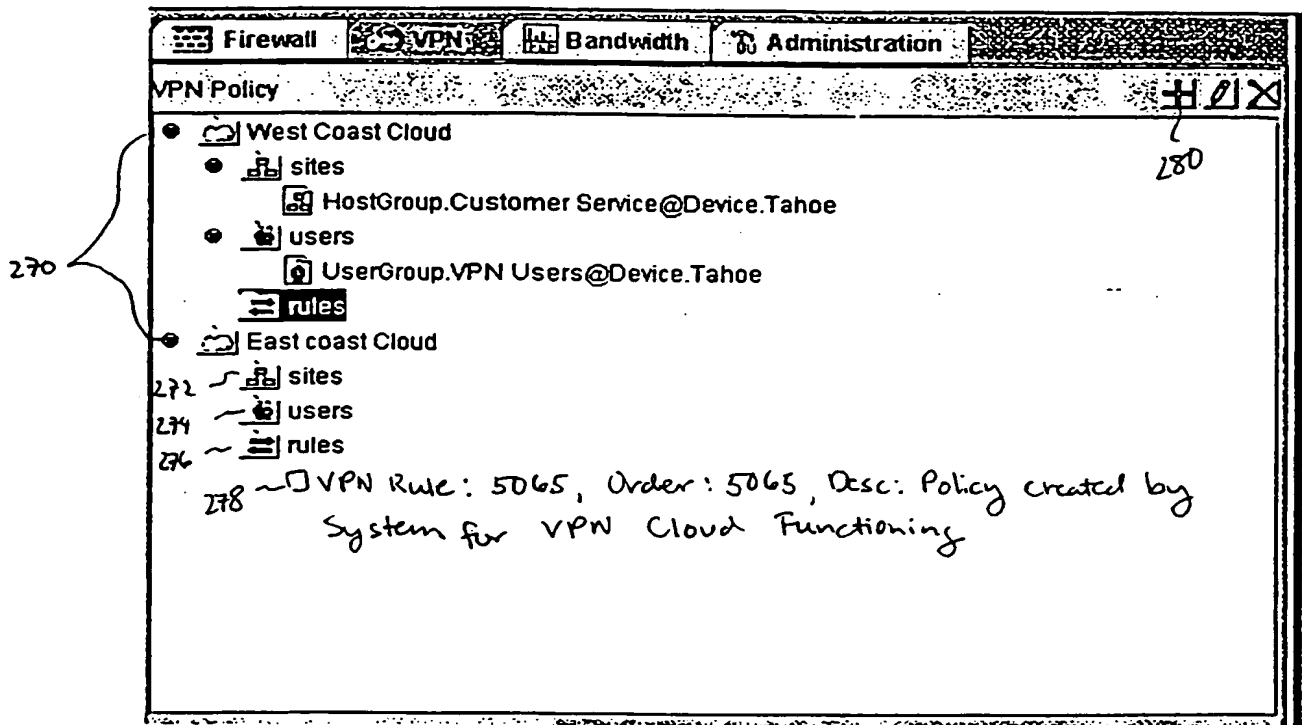 Firewall VPN Bandwidth Administration
VPN Policy
280
West Coast Cloud
sites
HostGroup.Customer Service@Device.Tahoe
users
270
UserGroup.VPN Users@Device.Tahoe
rules
East coast Cloud
272 sites
274 users
276 rules
278 VPN Rule: 5065, Order: 5065, Desc: Policy created by
System for VPN Cloud Functioning